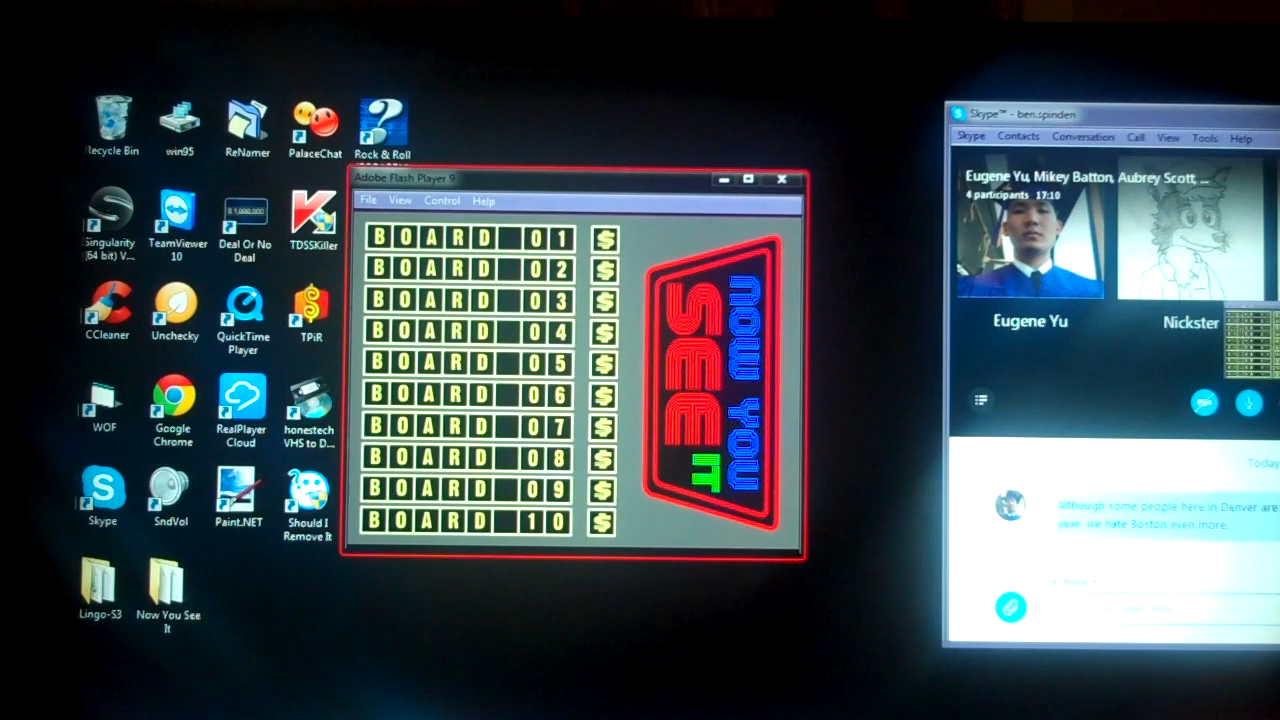 Recycle Bin
win95
ReNamer
PalaceChat
Rock & Roll
Singularity
(64 bit) V...
TeamViewer
10
Deal Or No
Deal
TDSSKiller
CCleaner
Unchecky
QuickTime
Player
TPiR
WOF
Google
Chrome
RealPlayer
Cloud
honestech
VHS to D...
Skype
SndVol
Paint.NET
Should I
Remove It
Lingo-S3
Now You See
It
Adobe Flash Player 9
File View Control Help
BOARD 01 $
BOARD 02 $
BOARD 03 $
BOARD 04 $
BOARD 05 $
BOARD 06 $
BOARD 07 $
BOARD 08 $
BOARD 09 $
BOARD 10 $
NOW YOU
SEE
IT
$1,000,000
Skype™ - ben.spinden
Skype Contacts Conversation Call View Tools Help
Eugene Yu, Mikey Batton, Aubrey Scott, ...
4 participants 17:10
Eugene Yu
Nickster
Today
Although some people here in Denver are
we hate Boston even more.